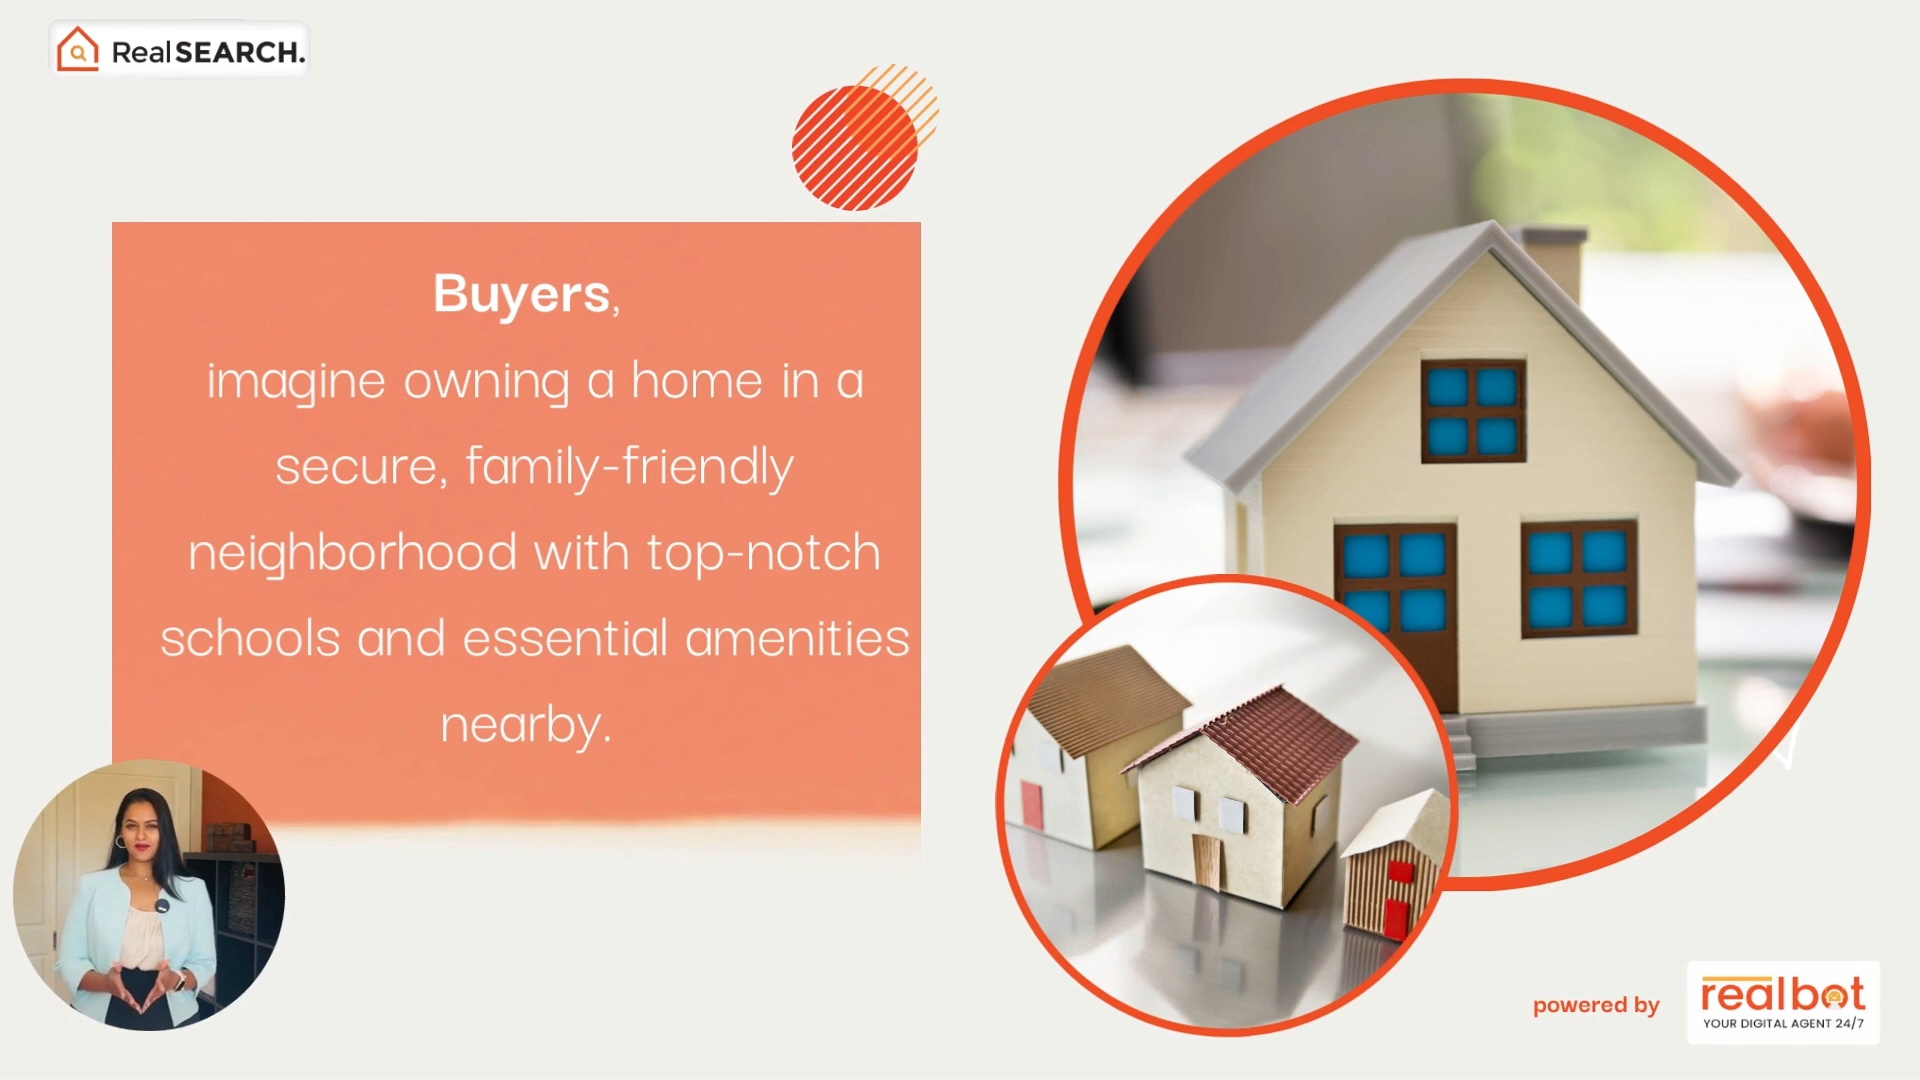 RealSEARCH.
Buyers,
imagine owning a home in a
secure, family-friendly
neighborhood with top-notch
schools and essential amenities
nearby.
powered by
realbot
YOUR DIGITAL AGENT 24/7